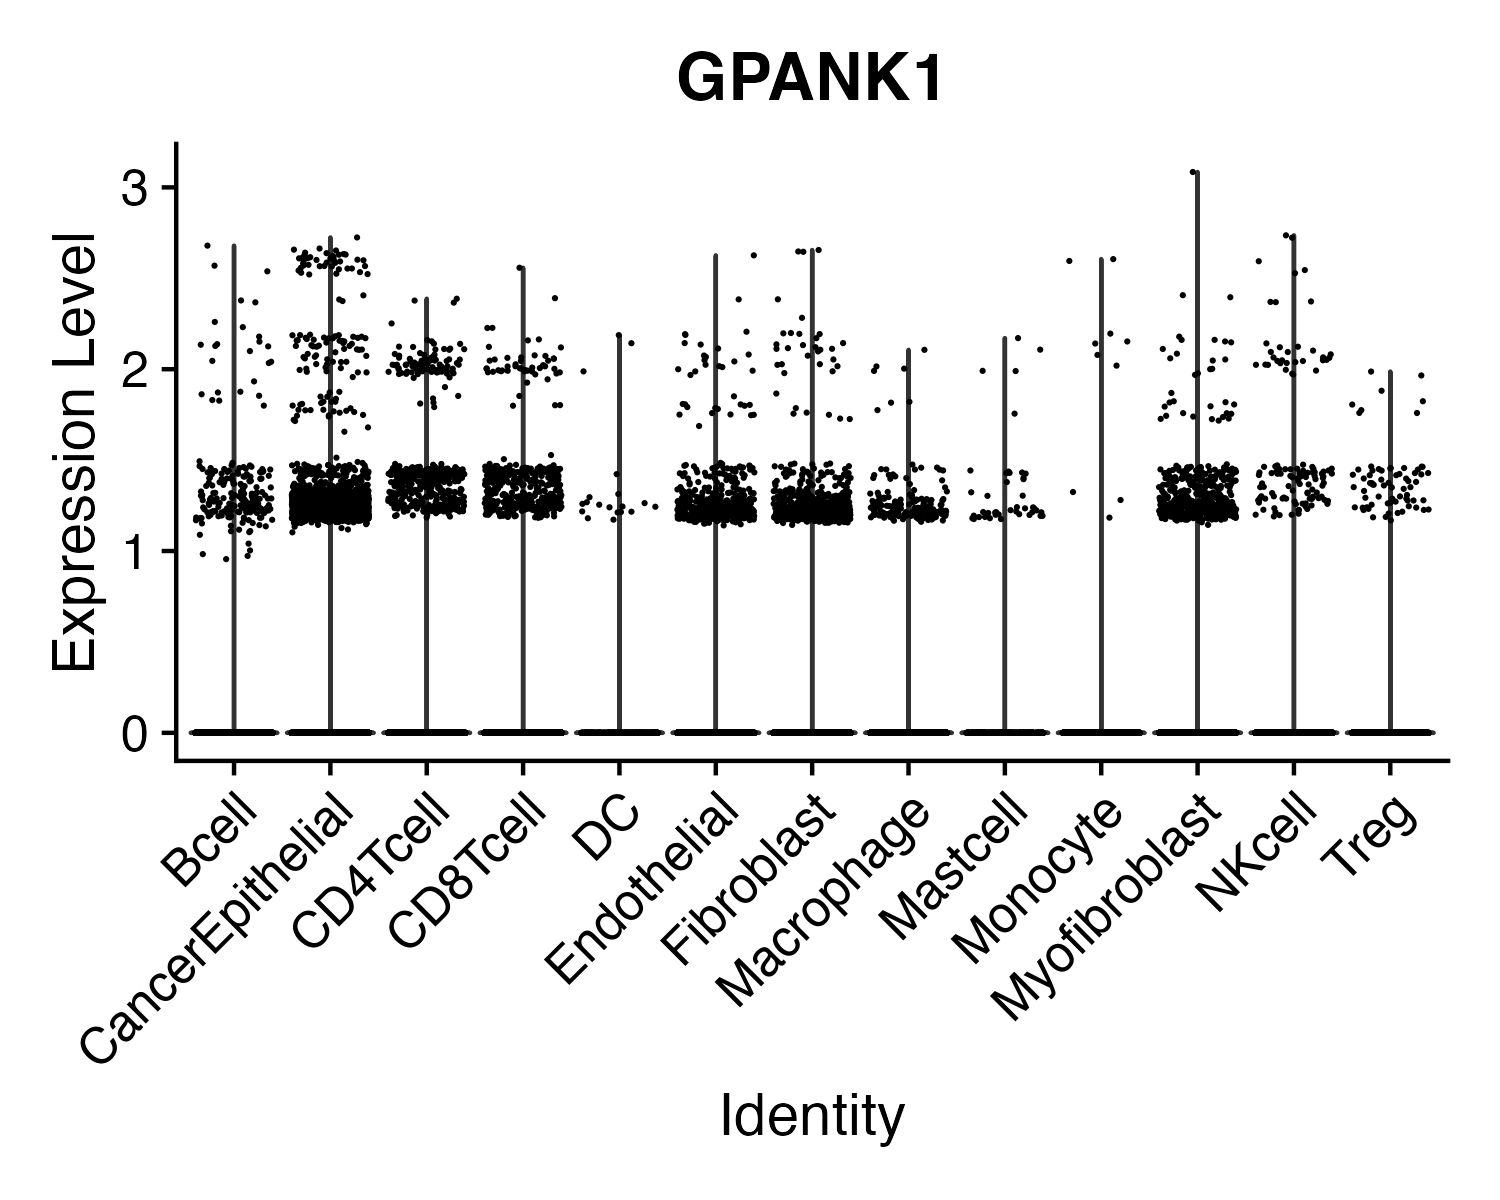 GPANK1
Expression Level
3
2
1
0
Bcell
CancerEpithelial
CD4Tcell
CD8Tcell
DC
Endothelial
Fibroblast
Macrophage
Mastcell
Monocyte
Myofibroblast
NKcell
Treg
Identity